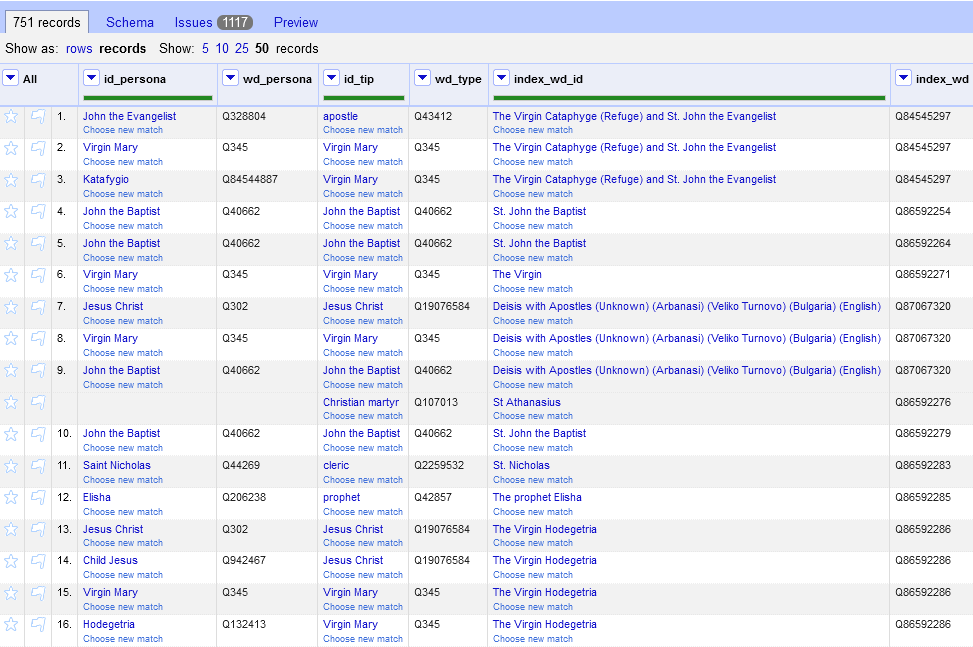 751 records Schema Issues 1117 Preview
Show as: rows records Show: 5 10 25 50 records
All id_persona wd_persona id_tip wd_type index_wd_id index_wd
1. John the Evangelist Q328804 apostle Q43412 The Virgin Cataphyge (Refuge) and St. John the Evangelist Q84545297
Choose new match Choose new match Choose new match
2. Virgin Mary Q345 Virgin Mary Q345 The Virgin Cataphyge (Refuge) and St. John the Evangelist Q84545297
Choose new match Choose new match Choose new match
3. Katafygio Q84544887 Virgin Mary Q345 The Virgin Cataphyge (Refuge) and St. John the Evangelist Q84545297
Choose new match Choose new match Choose new match
4. John the Baptist Q40662 John the Baptist Q40662 St. John the Baptist Q86592254
Choose new match Choose new match Choose new match
5. John the Baptist Q40662 John the Baptist Q40662 St. John the Baptist Q86592264
Choose new match Choose new match Choose new match
6. Virgin Mary Q345 Virgin Mary Q345 The Virgin Q86592271
Choose new match Choose new match Choose new match
7. Jesus Christ Q302 Jesus Christ Q19076584 Deisis with Apostles (Unknown) (Arbanasi) (Veliko Turnovo) (Bulgaria) (English) Q87067320
Choose new match Choose new match Choose new match
8. Virgin Mary Q345 Virgin Mary Q345 Deisis with Apostles (Unknown) (Arbanasi) (Veliko Turnovo) (Bulgaria) (English) Q87067320
Choose new match Choose new match Choose new match
9. John the Baptist Q40662 John the Baptist Q40662 Deisis with Apostles (Unknown) (Arbanasi) (Veliko Turnovo) (Bulgaria) (English) Q87067320
Choose new match Choose new match Choose new match
Christian martyr Q107013 St Athanasius Q86592276
Choose new match Choose new match
10. John the Baptist Q40662 John the Baptist Q40662 St. John the Baptist Q86592279
Choose new match Choose new match Choose new match
11. Saint Nicholas Q44269 cleric Q2259532 St. Nicholas Q86592283
Choose new match Choose new match Choose new match
12. Elisha Q206238 prophet Q42857 The prophet Elisha Q86592285
Choose new match Choose new match Choose new match
13. Jesus Christ Q302 Jesus Christ Q19076584 The Virgin Hodegetria Q86592286
Choose new match Choose new match Choose new match
14. Child Jesus Q942467 Jesus Christ Q19076584 The Virgin Hodegetria Q86592286
Choose new match Choose new match Choose new match
15. Virgin Mary Q345 Virgin Mary Q345 The Virgin Hodegetria Q86592286
Choose new match Choose new match Choose new match
16. Hodegetria Q132413 Virgin Mary Q345 The Virgin Hodegetria Q86592286
Choose new match Choose new match Choose new match